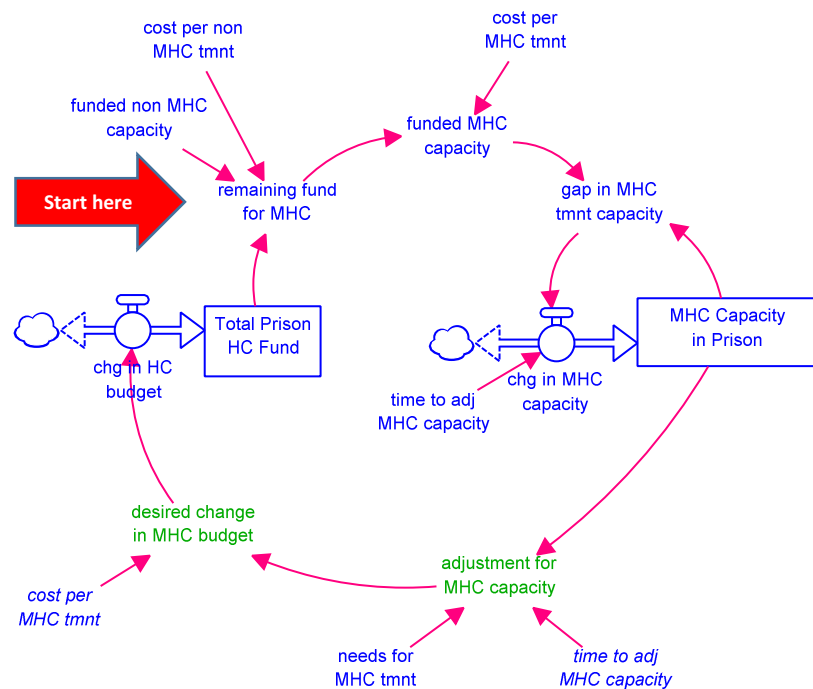 cost per non
MHC tmnt
cost per
MHC tmnt
funded non MHC
capacity
funded MHC
capacity
Start here
remaining fund
for MHC
gap in MHC
tmnt capacity
Total Prison
HC Fund
MHC Capacity
in Prison
chg in HC
budget
chg in MHC
capacity
time to adj
MHC capacity
desired change
in MHC budget
adjustment for
MHC capacity
cost per
MHC tmnt
needs for
MHC tmnt
time to adj
MHC capacity